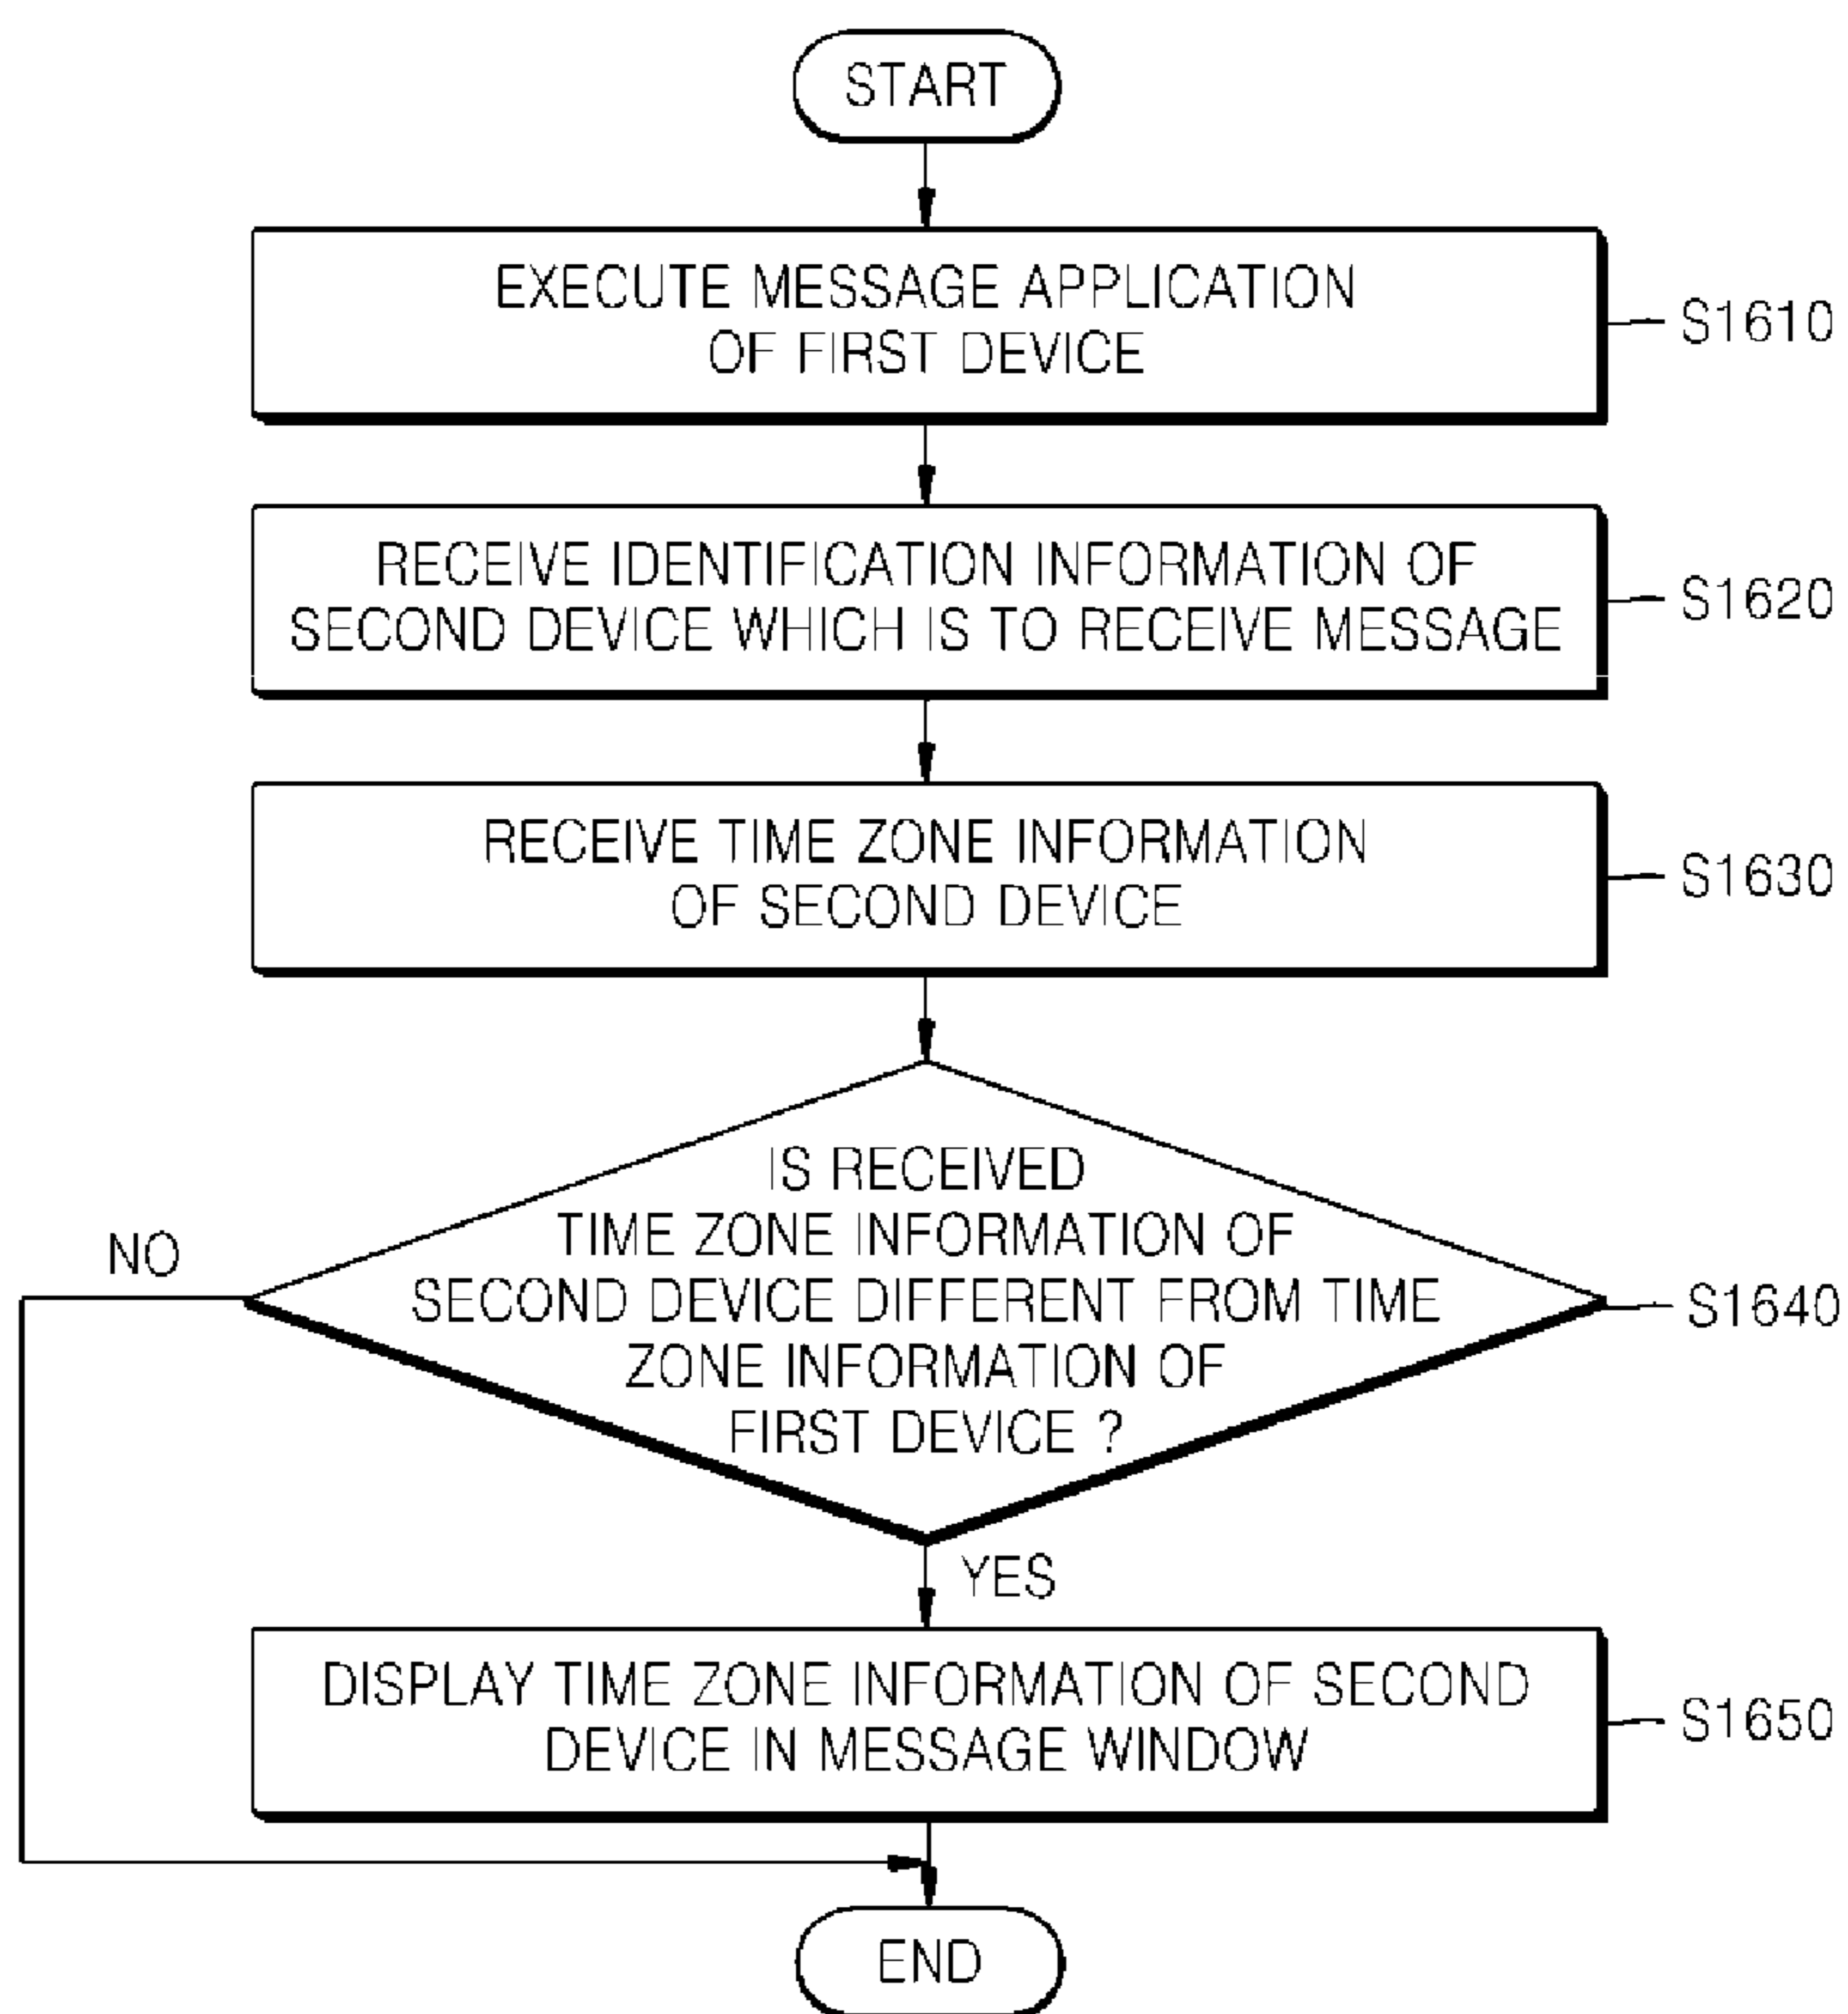 START
EXECUTE MESSAGE APPLICATION
OF FIRST DEVICE
S1610
RECEIVE IDENTIFICATION INFORMATION OF
SECOND DEVICE WHICH IS TO RECEIVE MESSAGE
S1620
RECEIVE TIME ZONE INFORMATION
OF SECOND DEVICE
S1630
IS RECEIVED
TIME ZONE INFORMATION OF
SECOND DEVICE DIFFERENT FROM TIME
ZONE INFORMATION OF
FIRST DEVICE ?
S1640
NO
YES
DISPLAY TIME ZONE INFORMATION OF SECOND
DEVICE IN MESSAGE WINDOW
S1650
END